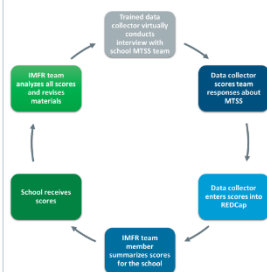 Trained data
collector virtually
conducts
interview with
school MTSS team
Data collector
scores team
responses about
MTSS
Data collector
enters scores into
REDCap
IMFR team
member
summarizes scores
for the school
School receives
scores
IMFR team
analyzes all scores
and revises
materials